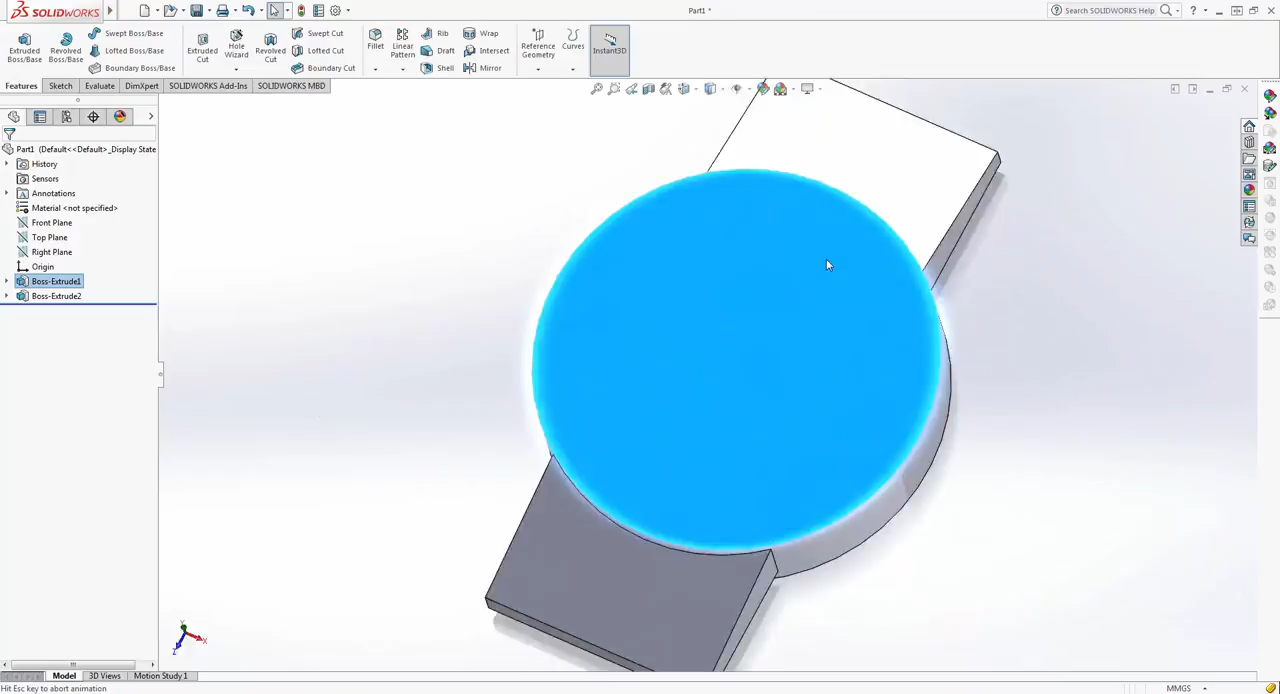 SOLIDWORKS
Part1 *
Search SOLIDWORKS Help
Extruded Boss/Base
Revolved Boss/Base
Swept Boss/Base
Lofted Boss/Base
Boundary Boss/Base
Extruded Cut
Hole Wizard
Revolved Cut
Swept Cut
Lofted Cut
Boundary Cut
Fillet
Linear Pattern
Rib
Draft
Shell
Wrap
Intersect
Mirror
Reference Geometry
Curves
Instant3D
Features
Sketch
Evaluate
DimXpert
SOLIDWORKS Add-Ins
SOLIDWORKS MBD
Part1 (Default<<Default>_Display State
History
Sensors
Annotations
Material <not specified>
Front Plane
Top Plane
Right Plane
Origin
Boss-Extrude1
Boss-Extrude2
Y
X
Z
Model
3D Views
Motion Study 1
Hit Esc key to abort animation
MMGS